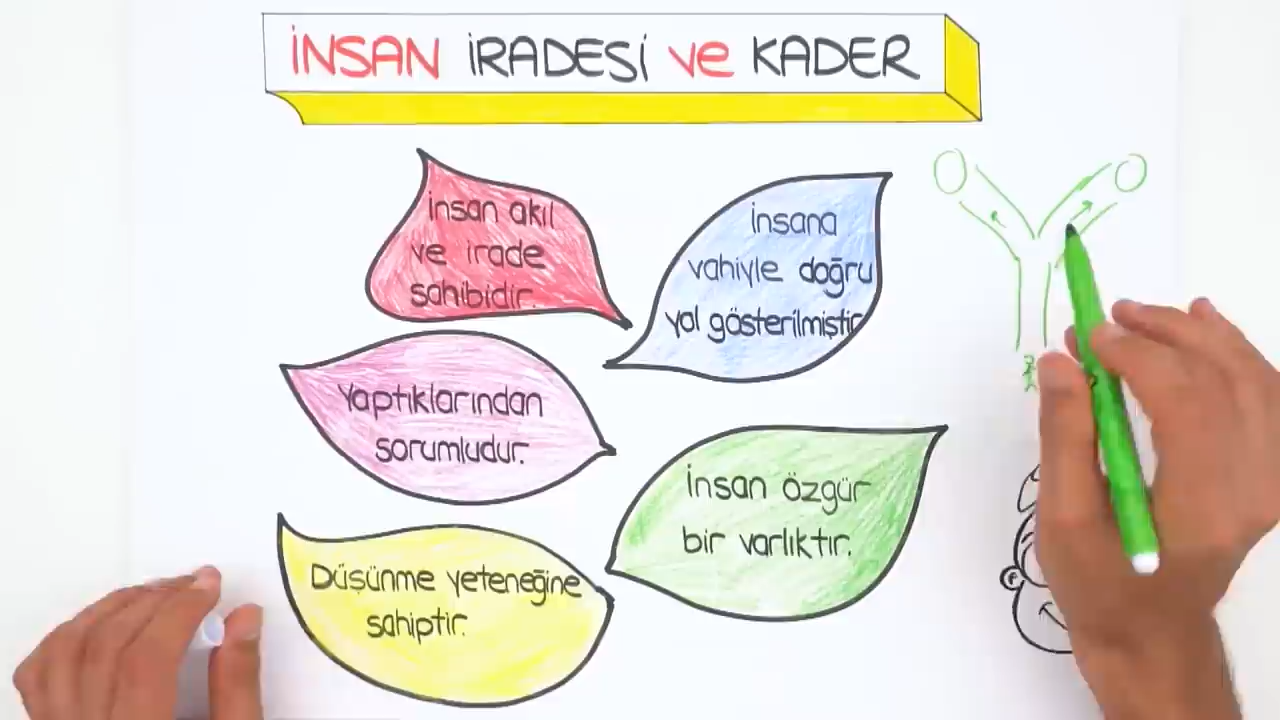 İNSAN İRADESİ ve KADER
İnsan akıl
ve irade
sahibidir.
İnsana
vahiyle doğru
yol gösterilmiştir
Yaptıklarından
sorumludur.
İnsan özgür
bir varlıktır.
Düşünme yeteneğine
sahiptir.